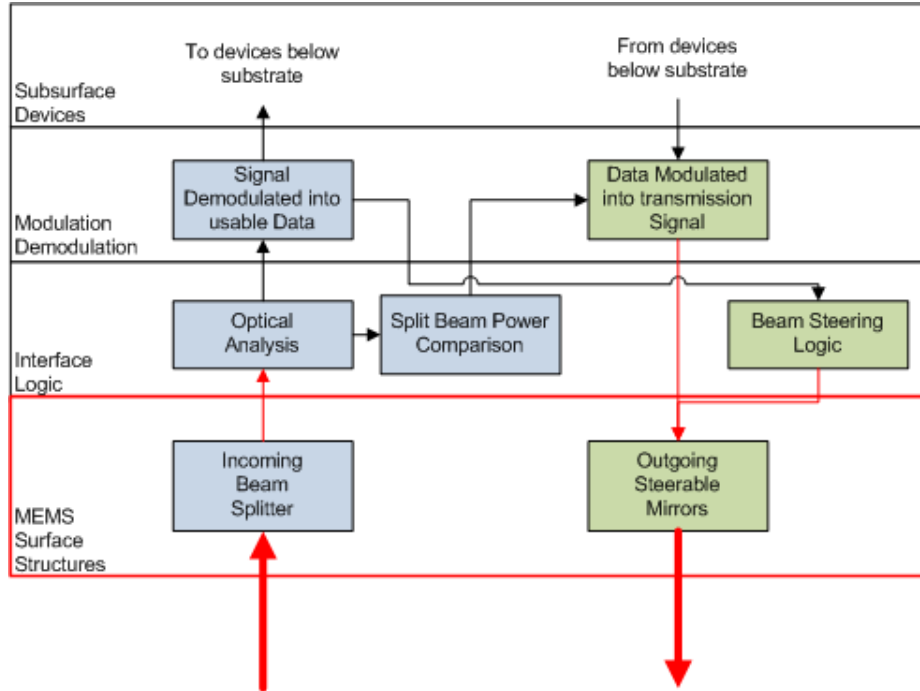 To devices below
substrate
From devices
below substrate
Subsurface
Devices
Signal
Demodulated into
usable Data
Data Modulated
into transmission
Signal
Modulation
Demodulation
Optical
Analysis
Split Beam Power
Comparison
Beam Steering
Logic
Interface
Logic
Incoming
Beam
Splitter
Outgoing
Steerable
Mirrors
MEMS
Surface
Structures